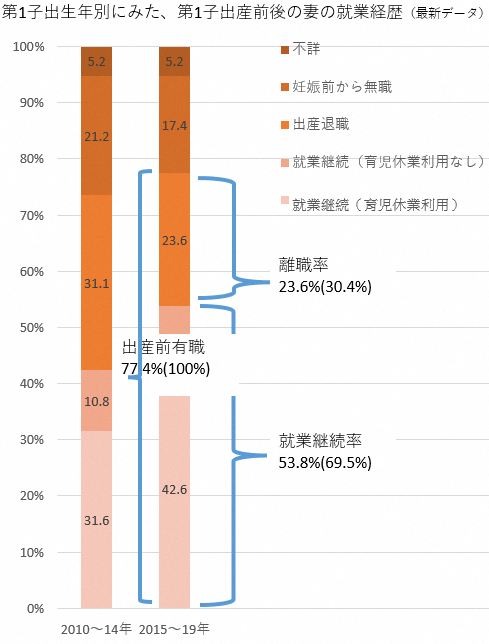 第1子出生年別にみた、第1子出産前後の妻の就業経歴（最新データ）
100%
90%
80%
70%
60%
50%
40%
30%
20%
10%
0%
5.2
21.2
31.1
10.8
31.6
5.2
17.4
23.6
42.6
不詳
妊娠前から無職
出産退職
就業継続（育児休業利用なし）
就業継続（育児休業利用）
離職率
23.6%(30.4%)
出産前有職
77.4%(100%)
就業継続率
53.8%(69.5%)
2010～14年
2015～19年